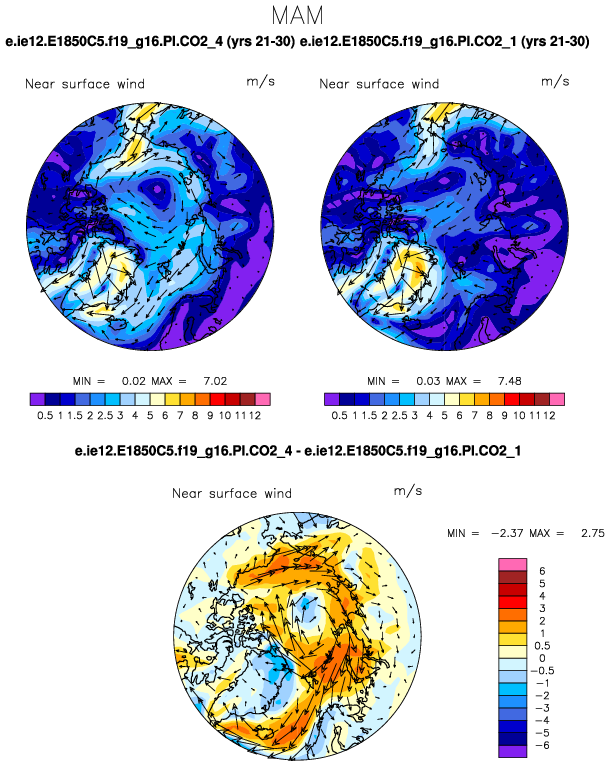 MAM
e.ie12.E1850C5.f19_g16.PI.CO2_4 (yrs 21-30) e.ie12.E1850C5.f19_g16.PI.CO2_1 (yrs 21-30)
Near surface wind m/s Near surface wind m/s
MIN = 0.02 MAX = 7.02 MIN = 0.03 MAX = 7.48
0.5 1 1.5 2 2.5 3 4 5 6 7 8 9 10 11 12 0.5 1 1.5 2 2.5 3 4 5 6 7 8 9 10 11 12
e.ie12.E1850C5.f19_g16.PI.CO2_4 - e.ie12.E1850C5.f19_g16.PI.CO2_1
Near surface wind m/s
MIN = -2.37 MAX = 2.75
6
5
4
3
2
1
0.5
0
-0.5
-1
-2
-3
-4
-5
-6